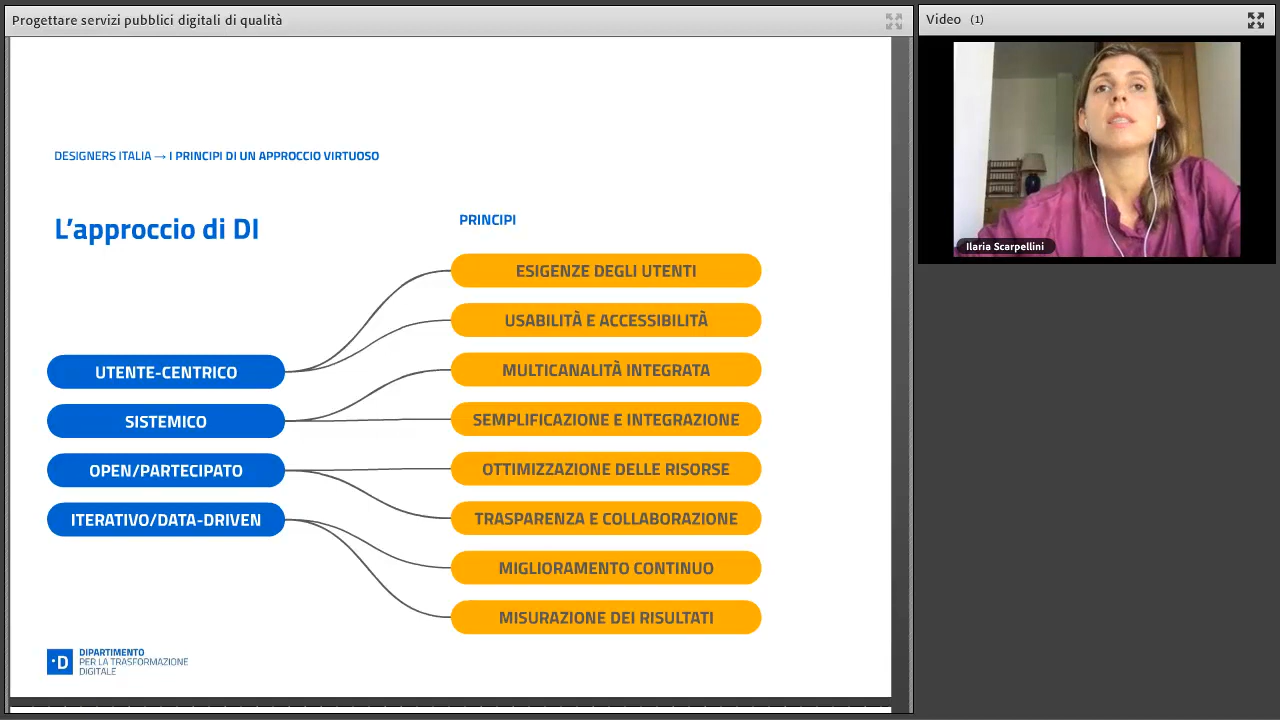 Progettare servizi pubblici digitali di qualità
Video (1)
DESIGNERS ITALIA → I PRINCIPI DI UN APPROCCIO VIRTUOSO
L'approccio di DI
PRINCIPI
UTENTE-CENTRICO
SISTEMICO
OPEN/PARTECIPATO
ITERATIVO/DATA-DRIVEN
ESIGENZE DEGLI UTENTI
USABILITÀ E ACCESSIBILITÀ
MULTICANALITÀ INTEGRATA
SEMPLIFICAZIONE E INTEGRAZIONE
OTTIMIZZAZIONE DELLE RISORSE
TRASPARENZA E COLLABORAZIONE
MIGLIORAMENTO CONTINUO
MISURAZIONE DEI RISULTATI
·D
DIPARTIMENTO
PER LA TRASFORMAZIONE
DIGITALE
Ilaria Scarpellini